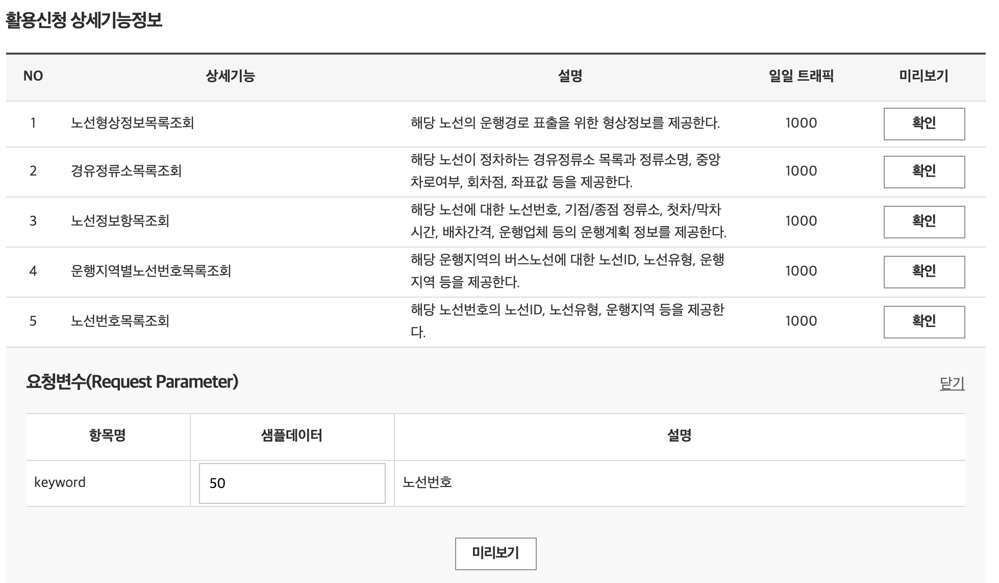 활용신청 상세기능정보
NO 상세기능 설명 일일 트래픽 미리보기
1 노선형상정보목록조회 해당 노선의 운행경로 표출을 위한 형상정보를 제공한다. 1000 확인
2 경유정류소목록조회 해당 노선이 정차하는 경유정류소 목록과 정류소명, 중앙
차로여부, 회차점, 좌표값 등을 제공한다. 1000 확인
3 노선정보항목조회 해당 노선에 대한 노선번호, 기점/종점 정류소, 첫차/막차
시간, 배차간격, 운행업체 등의 운행계획 정보를 제공한다. 1000 확인
4 운행지역별노선번호목록조회 해당 운행지역의 버스노선에 대한 노선ID, 노선유형, 운행
지역 등을 제공한다. 1000 확인
5 노선번호목록조회 해당 노선번호의 노선ID, 노선유형, 운행지역 등을 제공한
다. 1000 확인
요청변수(Request Parameter) 닫기
항목명 샘플데이터 설명
keyword 50 노선번호
미리보기